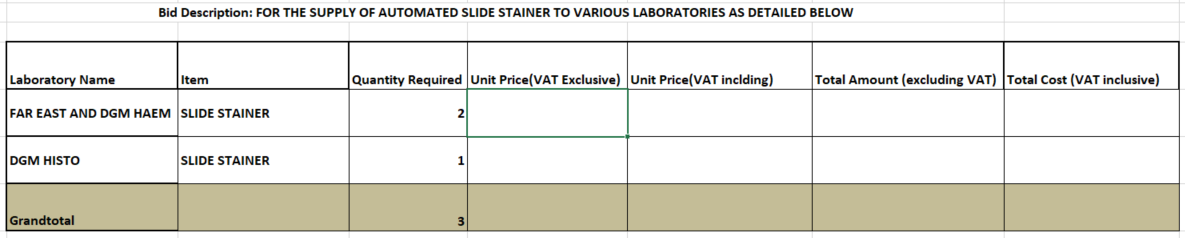 Bid Description: FOR THE SUPPLY OF AUTOMATED SLIDE STAINER TO VARIOUS LABORATORIES AS DETAILED BELOW
Laboratory Name Item Quantity Required Unit Price(VAT Exclusive) Unit Price(VAT inclding) Total Amount (excluding VAT) Total Cost (VAT inclusive)
FAR EAST AND DGM HAEM SLIDE STAINER 2
DGM HISTO SLIDE STAINER 1
Grandtotal 3